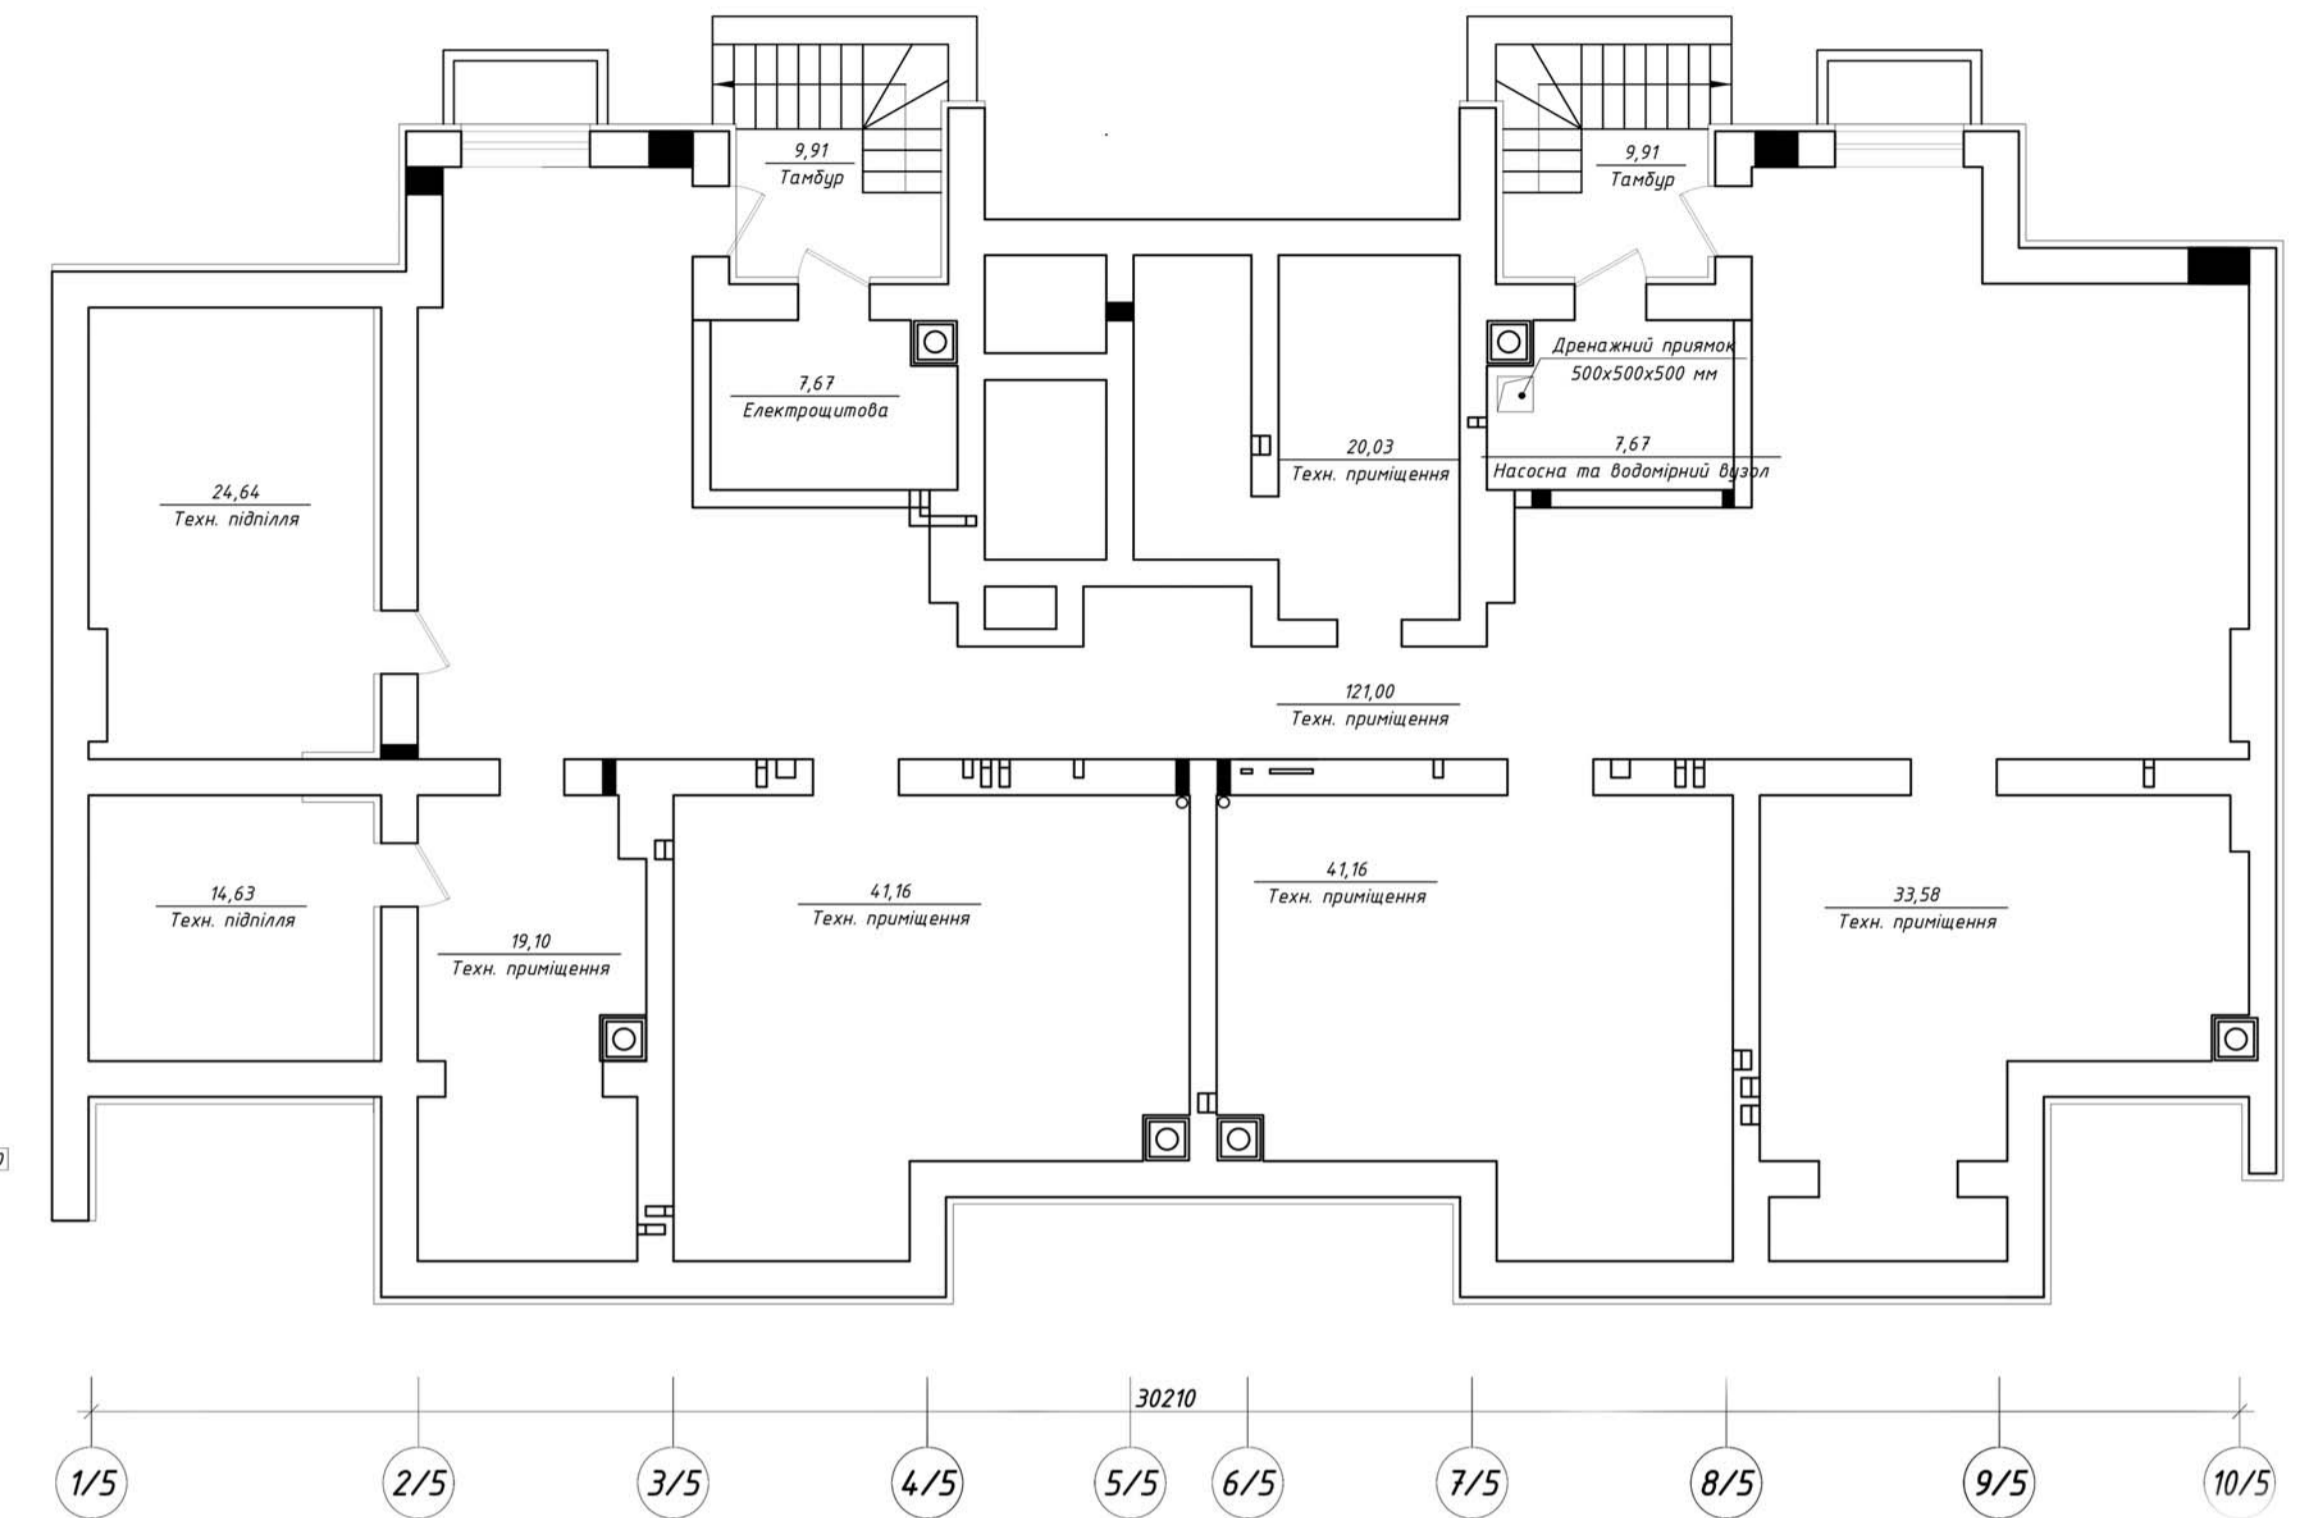 9,91
Тамбур
9,91
Тамбур
Дренажний приямок
500х500х500 мм
7,67
Електрощитова
20,03
Техн. приміщення
7,67
Насосна та водомірний вузол
24,64
Техн. підпілля
121,00
Техн. приміщення
14,63
Техн. підпілля
19,10
Техн. приміщення
41,16
Техн. приміщення
41,16
Техн. приміщення
33,58
Техн. приміщення
30210
1/5
2/5
3/5
4/5
5/5
6/5
7/5
8/5
9/5
10/5